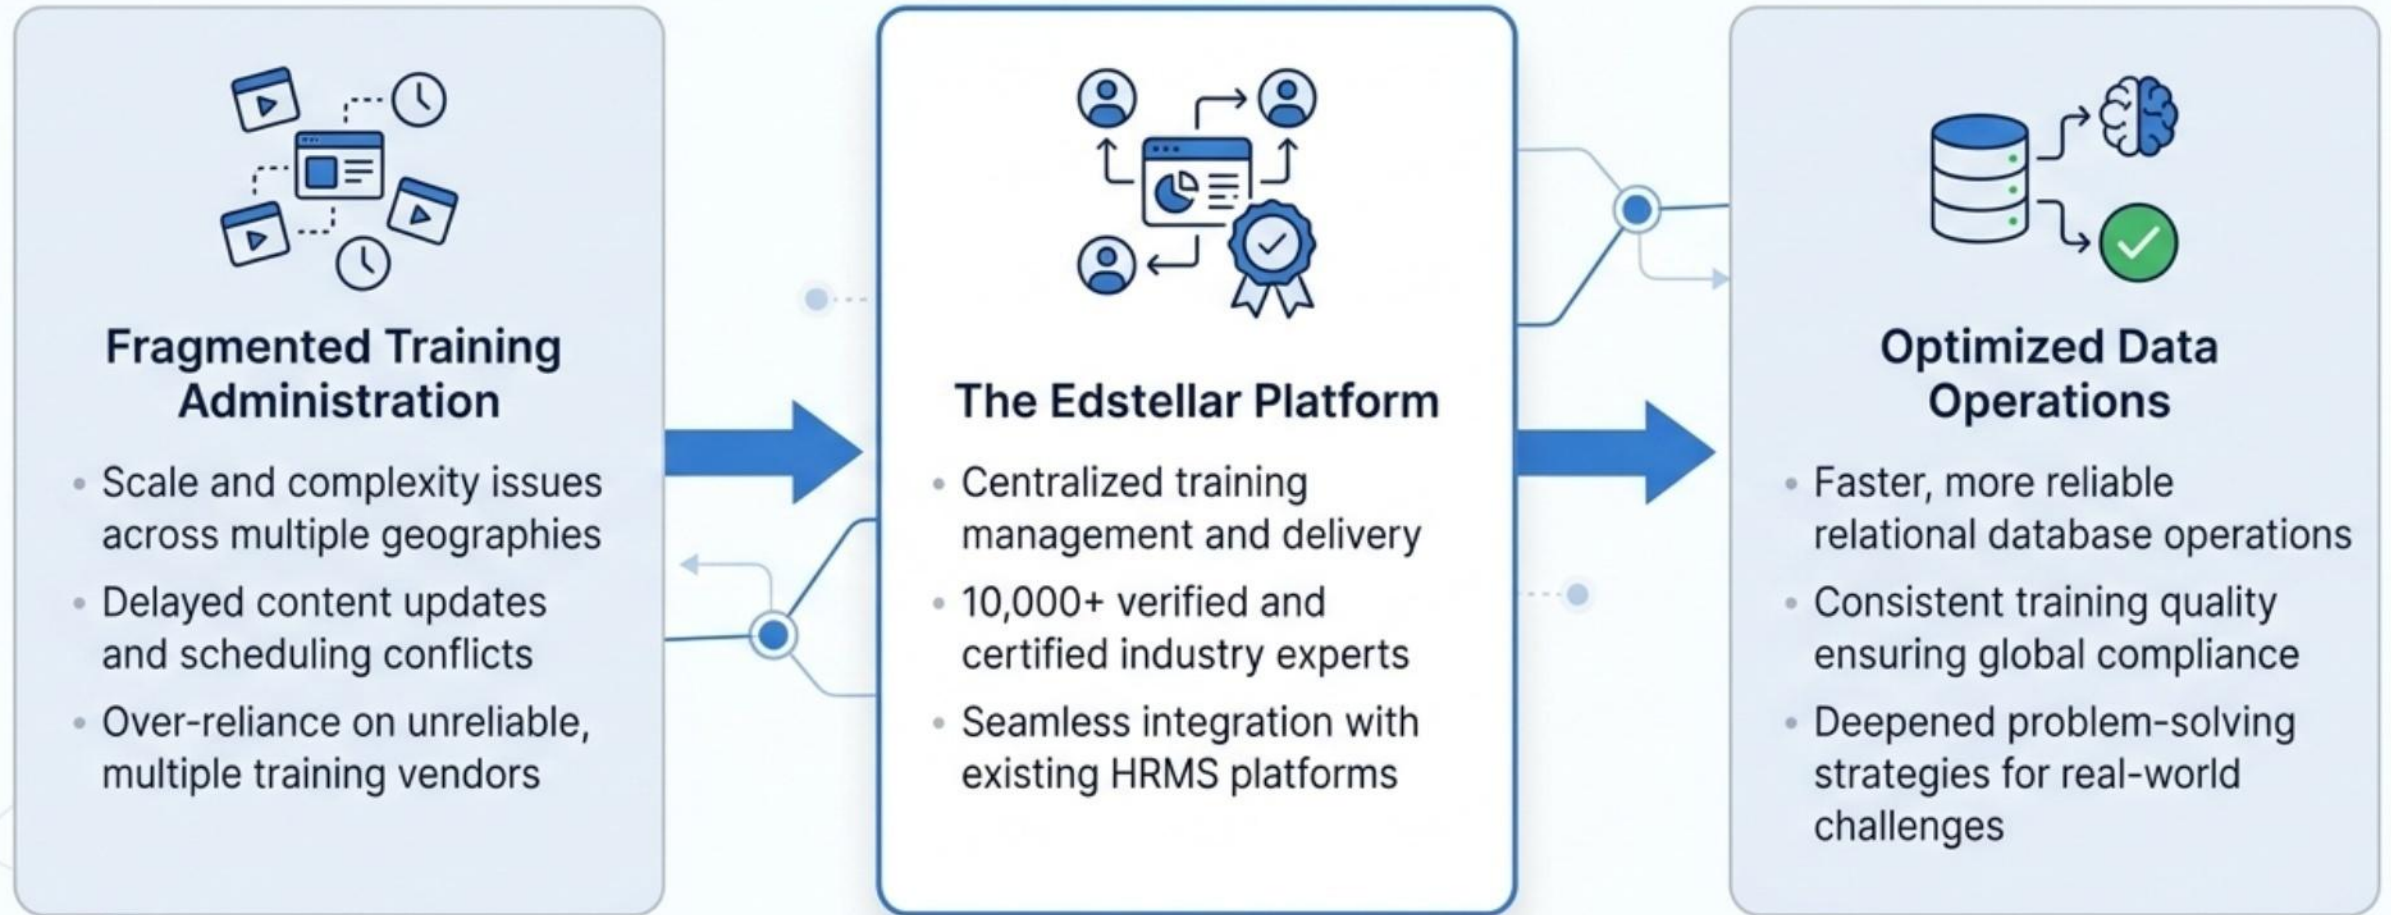 Fragmented Training
Administration
• Scale and complexity issues
across multiple geographies
• Delayed content updates
and scheduling conflicts
• Over-reliance on unreliable,
multiple training vendors
The Edstellar Platform
• Centralized training
management and delivery
• 10,000+ verified and
certified industry experts
• Seamless integration with
existing HRMS platforms
Optimized Data
Operations
• Faster, more reliable
relational database operations
• Consistent training quality
ensuring global compliance
• Deepened problem-solving
strategies for real-world
challenges